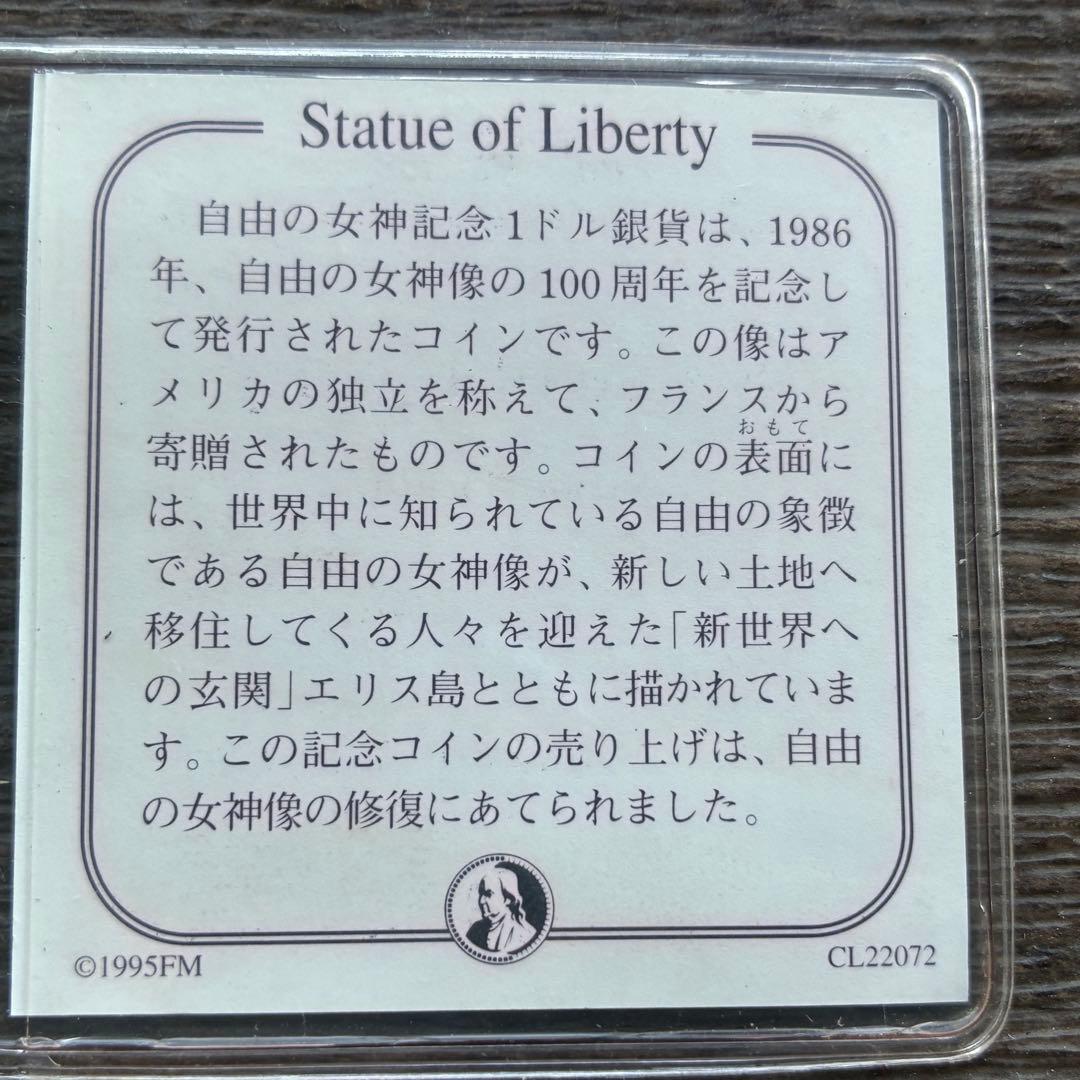 Statue of Liberty
自由の女神記念1ドル銀貨は、1986
年、自由の女神像の100周年を記念し
て発行されたコインです。この像はア
メリカの独立を称えて、フランスから
おもて
寄贈されたものです。コインの表面に
は、世界中に知られている自由の象徴
である自由の女神像が、新しい土地へ
移住してくる人々を迎えた「新世界へ
の玄関」エリス島とともに描かれていま
す。この記念コインの売り上げは、自由
の女神像の修復にあてられました。
©1995FM
CL22072